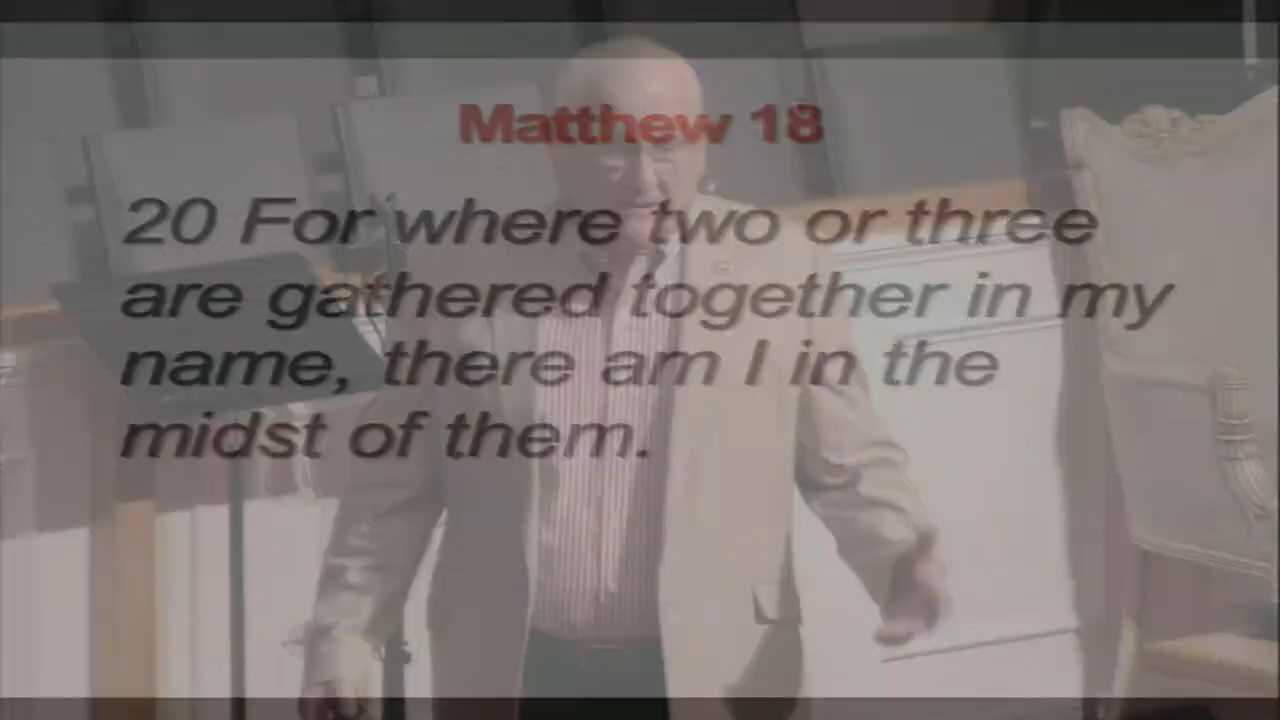 Matthew 18
20 For where two or three
are gathered together in my
name, there am I in the
midst of them.